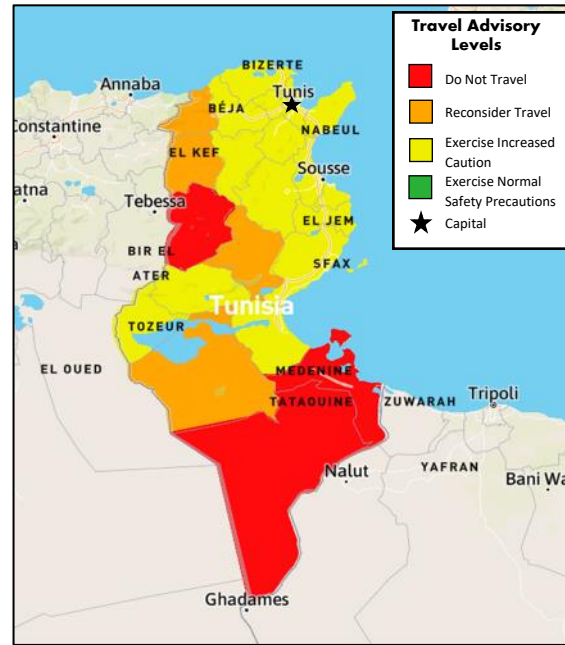 Travel Advisory
Levels
Do Not Travel
Reconsider Travel
Exercise Increased
Caution
Exercise Normal
Safety Precautions
Capital
BIZERTE
Annaba
Tunis
BÉJA
Constantine
NABEUL
EL KEF
Sousse
atna
Tebessa
EL JEM
BIR EL
ATER
SFAX
Tunisia
TOZEUR
EL OUED
MEDENINE
TATAOUINE
ZUWARAH
Tripoli
Nalut
YAFRAN
Bani Wa
Ghadames